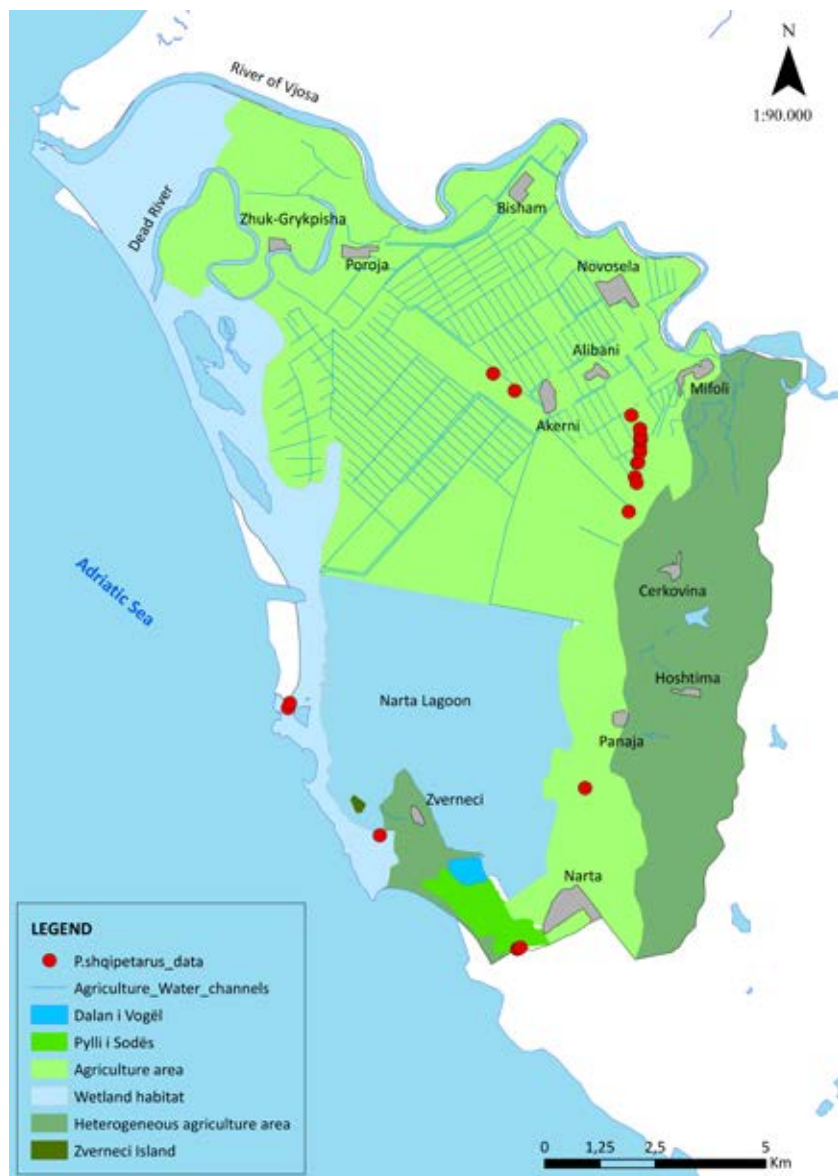 N
1:90.000
River of Vjosa
Dead River
Bisham
Zhuk-Grykpisha
Poroja
Novosela
Alibani
Mifoli
Akerni
Adriatic Sea
Cerkovina
Hoshtima
Narta Lagoon
Panaja
Zverneci
Narta
LEGEND
P.shqipetarus_data
Agriculture_Water_channels
Dalan i Vogël
Pylli i Sodës
Agriculture area
Wetland habitat
Heterogeneous agriculture area
Zverneci Island
0 1,25 2,5 5
Km